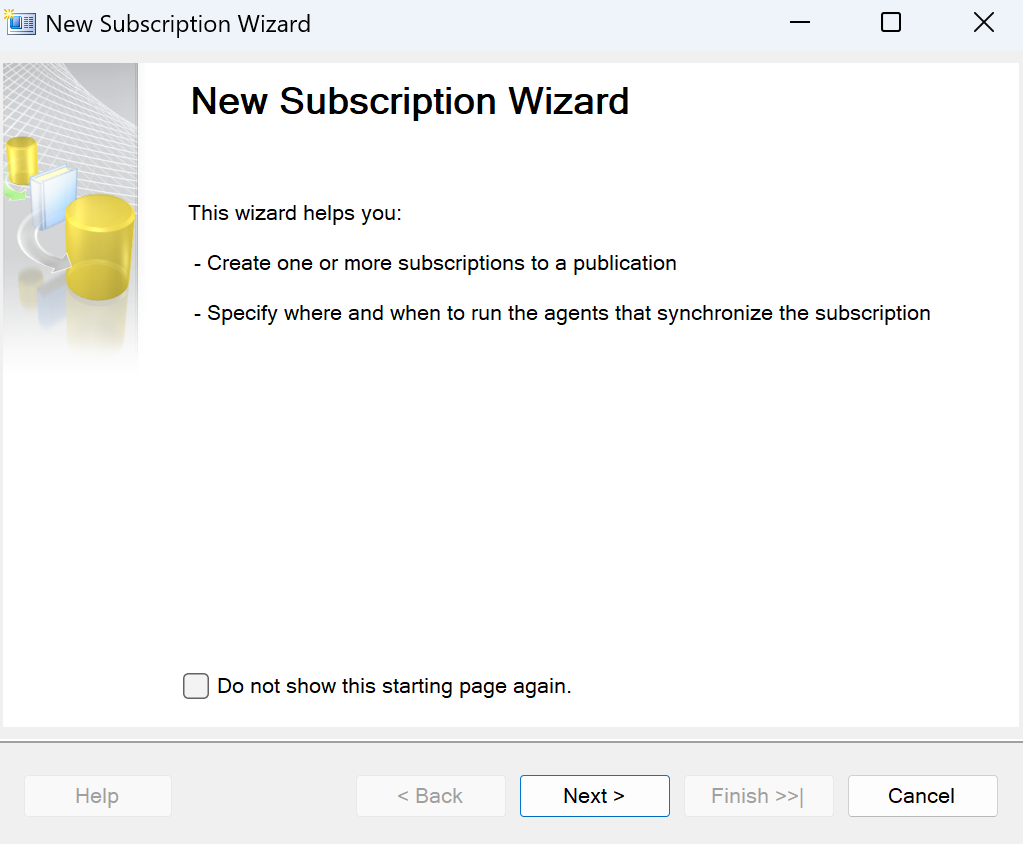 New Subscription Wizard
New Subscription Wizard
This wizard helps you:
- Create one or more subscriptions to a publication
- Specify where and when to run the agents that synchronize the subscription
Do not show this starting page again.
Help
< Back
Next >
Finish >>|
Cancel